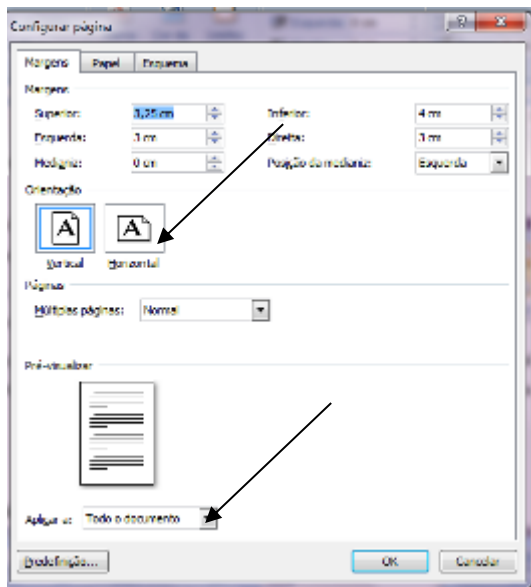 Configurar página
Margens Papel Esquema
Margens
Superior: 3,25 cm Inferior: 4 cm
Esquerda: 3 cm Direita: 3 cm
Medianiz: 0 cm Posição da medianiz: Esquerda
Orientação
A A
Vertical Horizontal
Páginas
Múltiplas páginas: Normal
Pré-visualizar
Aplicar a: Todo o documento
Predefinição... OK Cancelar